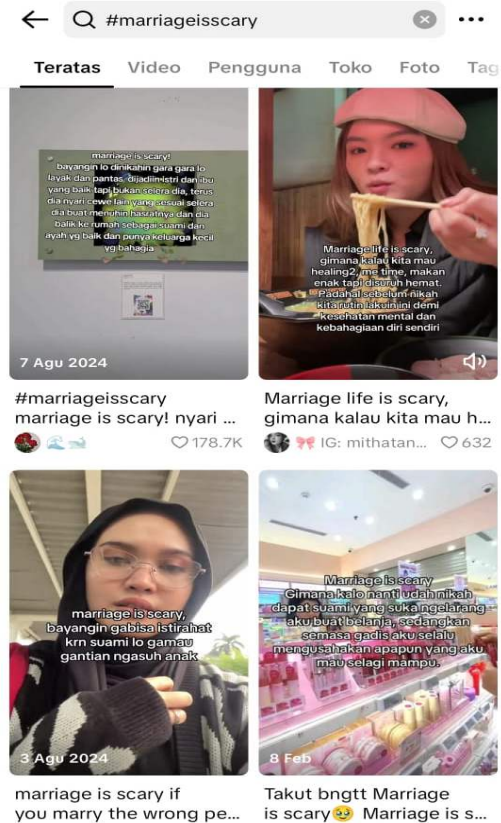 #marriageisscary
Teratas
Video
Pengguna
Toko
Foto
Tag
marriage is scary!
bayangin lo dinikahin gara gara lo
layak dan pantas dijadiin istri dan ibu
yang baik tapi bukan selera dia, terus
dia nyari cewe lain yang sesuai selera
dia buat menuhin hasratnya dan dia
balik ke rumah sebagai suami dan
ayah yg baik dan punya keluarga kecil
yg bahagia
7 Agu 2024
#marriageisscary
marriage is scary! nyari ...
178.7K
Marriage life is scary,
gimana kalau kita mau
healing2, me time, makan
enak tapi disuruh hemat.
Padahal sebelum nikah
kita rutin lakuin ini demi
kesehatan mental dan
kebahagiaan diri sendiri
Marriage life is scary,
gimana kalau kita mau h...
IG: mithatan...
632
marriage is scary,
bayangin gabisa istirahat
krn suami lo gamau
gantian ngasuh anak
3 Agu 2024
marriage is scary if
you marry the wrong pe...
Marriage is scary
Gimana kalo nanti udah nikah
dapat suami yang suka ngelarang
aku buat belanja, sedangkan
semasa gadis aku selalu
mengusahakan apapun yang aku
mau selagi mampu.
8 Feb
Takut bngtt Marriage
is scary🥹 Marriage is s...